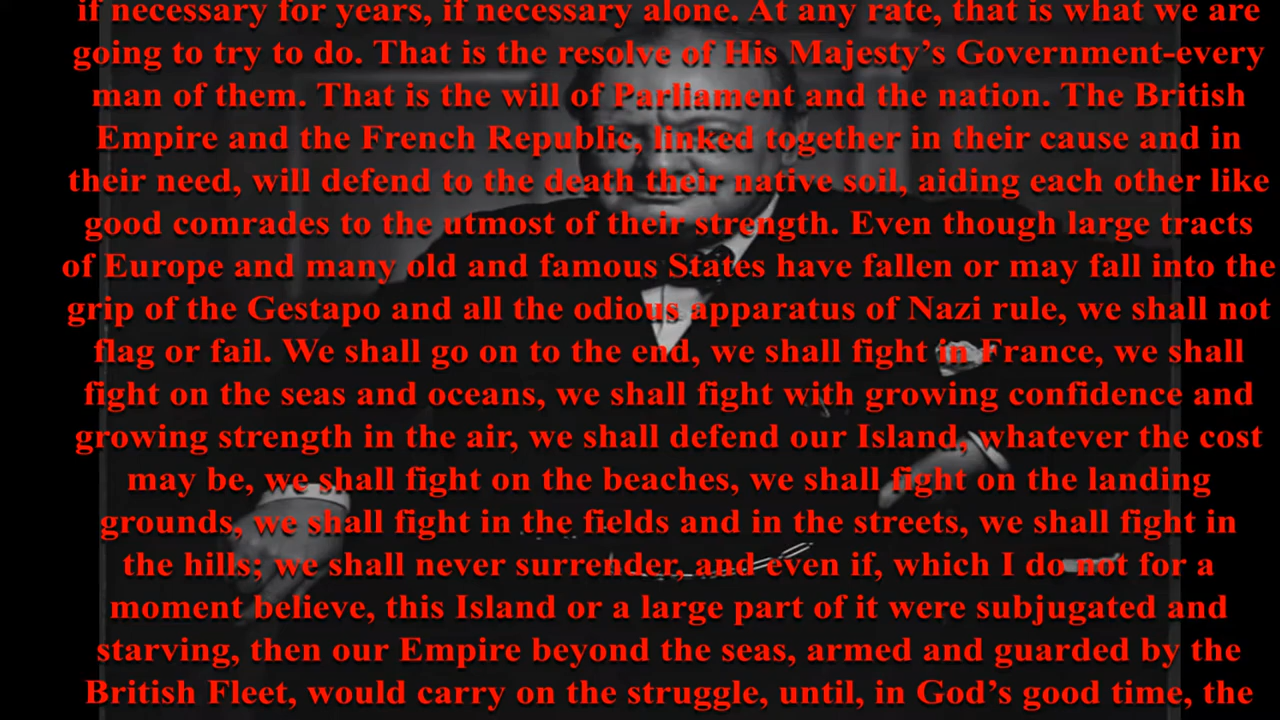 if necessary for years, if necessary alone. At any rate, that is what we are
going to try to do. That is the resolve of His Majesty’s Government-every
man of them. That is the will of Parliament and the nation. The British
Empire and the French Republic, linked together in their cause and in
their need, will defend to the death their native soil, aiding each other like
good comrades to the utmost of their strength. Even though large tracts
of Europe and many old and famous States have fallen or may fall into the
grip of the Gestapo and all the odious apparatus of Nazi rule, we shall not
flag or fail. We shall go on to the end, we shall fight in France, we shall
fight on the seas and oceans, we shall fight with growing confidence and
growing strength in the air, we shall defend our Island, whatever the cost
may be, we shall fight on the beaches, we shall fight on the landing
grounds, we shall fight in the fields and in the streets, we shall fight in
the hills; we shall never surrender, and even if, which I do not for a
moment believe, this Island or a large part of it were subjugated and
starving, then our Empire beyond the seas, armed and guarded by the
British Fleet, would carry on the struggle, until, in God’s good time, the